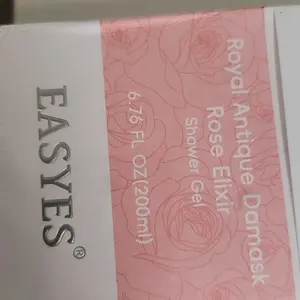 Royal Antique Damask
Rose Elixir
Shower Gel
6.76 FL OZ(200ml)
EASYES®